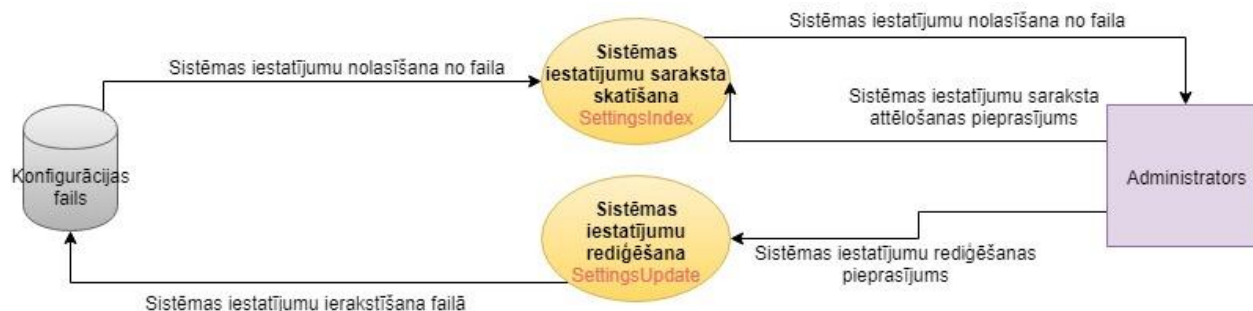 Sistēmas iestatījumu nolasīšana no faila
Sistēmas iestatījumu nolasīšana no faila
Sistēmas
iestatījumu saraksta
skatīšana
SettingsIndex
Sistēmas iestatījumu saraksta
attēlošanas pieprasījums
Konfigurācijas
fails
Administrators
Sistēmas
iestatījumu
rediģēšana
SettingsUpdate
Sistēmas iestatījumu rediģēšanas
pieprasījums
Sistēmas iestatījumu ierakstīšana failā